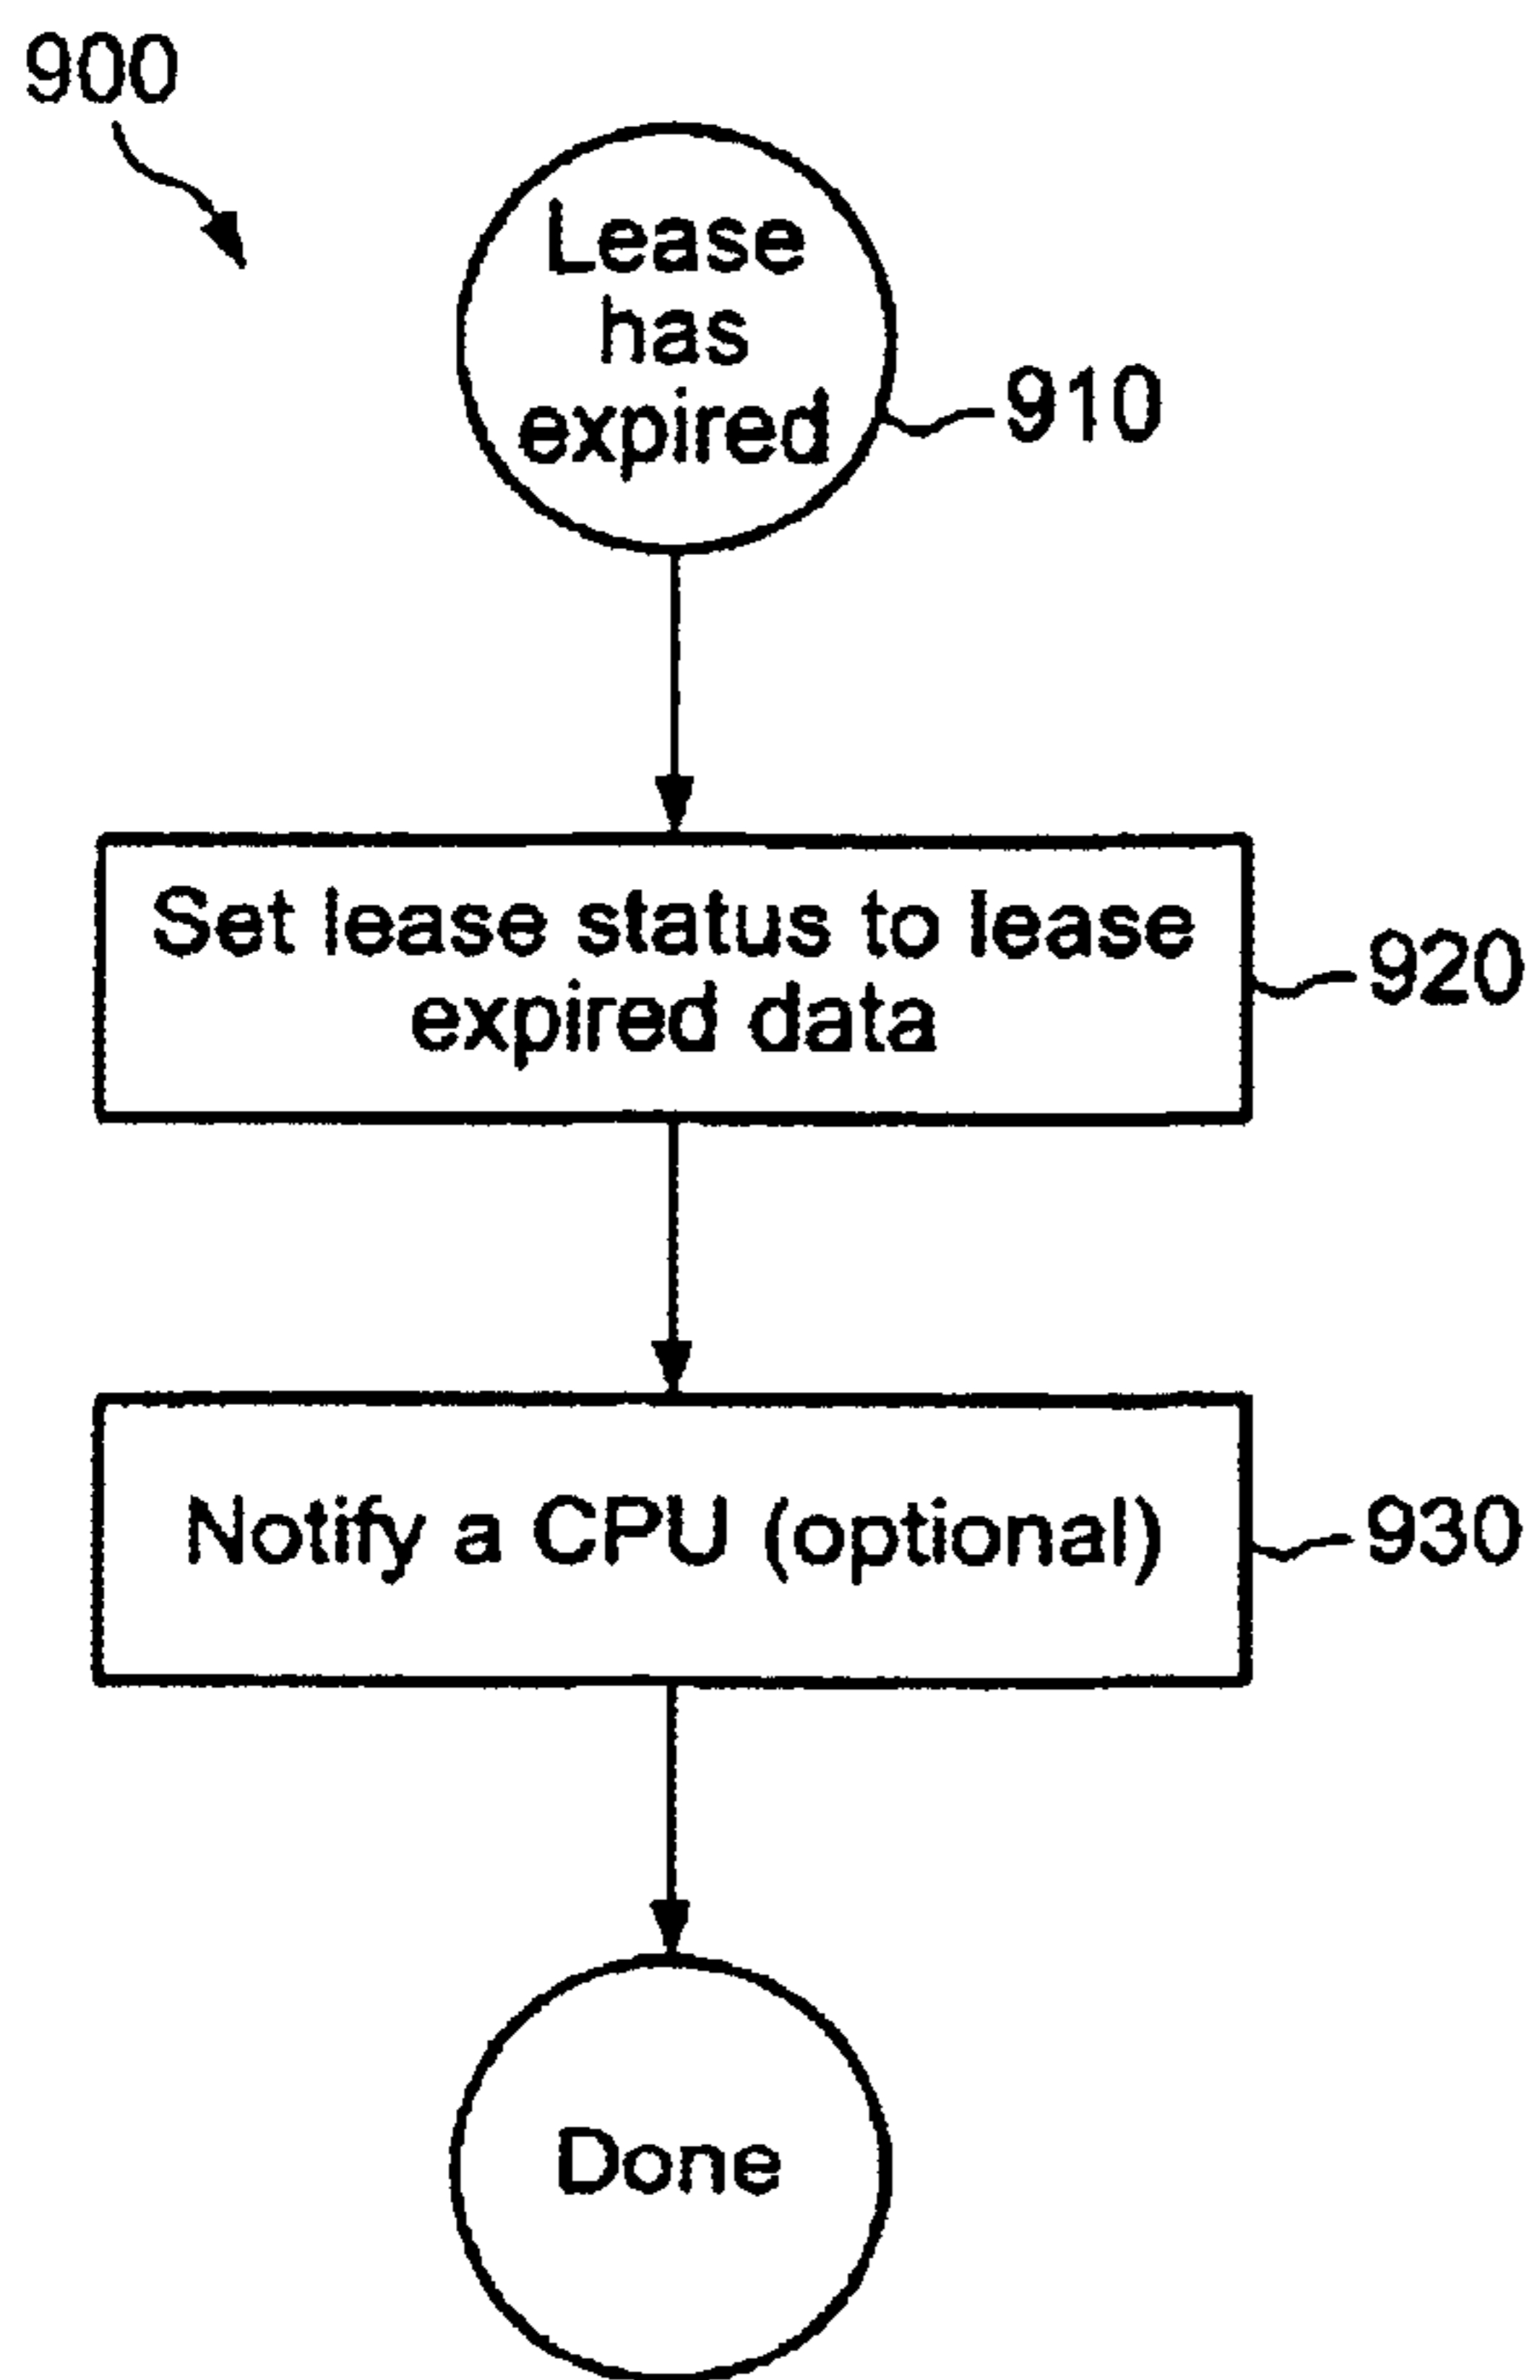 900
Lease
has
expired
910
Set lease status to lease
expired data
920
Notify a CPU (optional)
930
Done